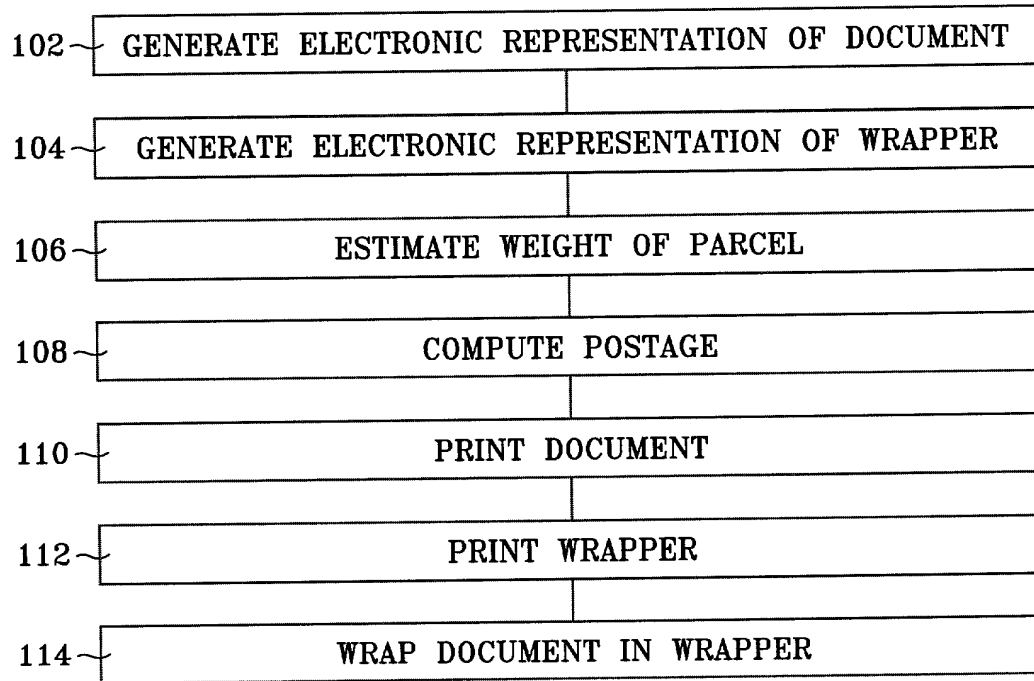 102 GENERATE ELECTRONIC REPRESENTATION OF DOCUMENT
104 GENERATE ELECTRONIC REPRESENTATION OF WRAPPER
106 ESTIMATE WEIGHT OF PARCEL
108 COMPUTE POSTAGE
110 PRINT DOCUMENT
112 PRINT WRAPPER
114 WRAP DOCUMENT IN WRAPPER